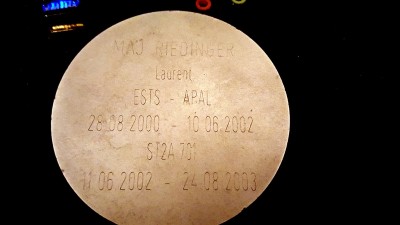 MAJ RIEDINGER
Laurent
ESTS - APAL
28.08.2000 - 10.06.2002
ST2A 701
11.06.2002 - 24.08.2003